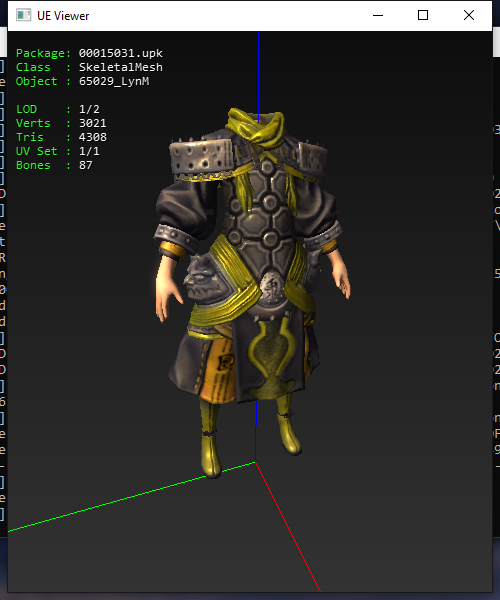 UE Viewer
Package: 00015031.upk
Class : SkeletalMesh
Object : 65029_LynM
LOD : 1/2
Verts : 3021
Tris : 4308
UV Set : 1/1
Bones : 87